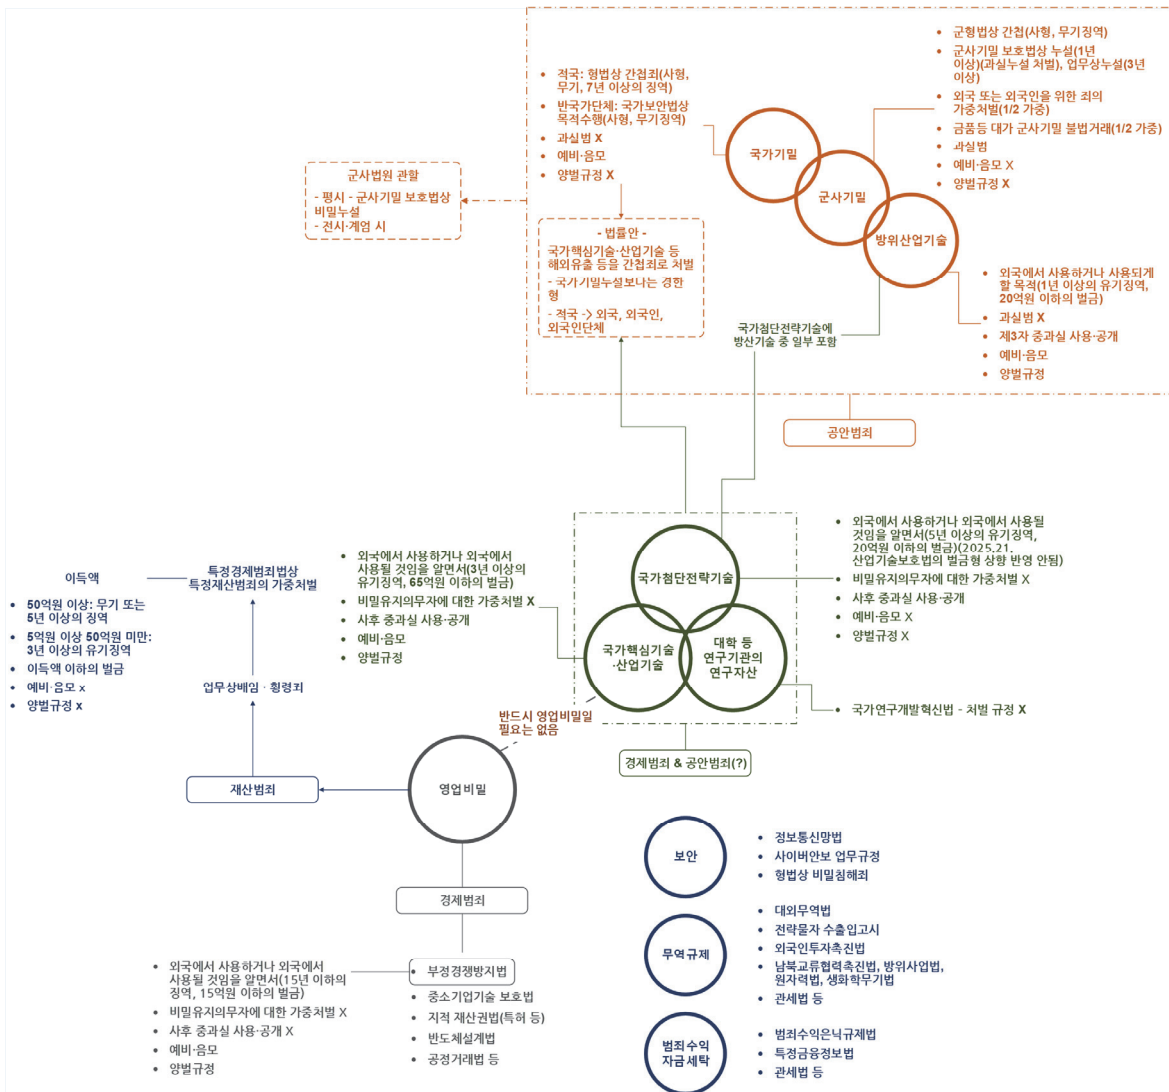 • 적국: 형법상 간첩죄(사형,
무기, 7년 이상의 징역)
• 반국가단체: 국가보안법상
목적수행(사형, 무기징역)
• 과실범 X
• 예비·음모
• 양벌규정 X
국가기밀
군사기밀
방위산업기술
• 군형법상 간첩(사형, 무기징역)
• 군사기밀 보호법상 누설(1년
이상)(과실누설 처벌), 업무상누설(3년
이상)
• 외국 또는 외국인을 위한 죄의
가중처벌(1/2 가중)
• 금품등 대가 군사기밀 불법거래(1/2 가중)
• 과실범
• 예비·음모 X
• 양벌규정 X
군사법원 관할
- 평시 - 군사기밀 보호법상
비밀누설
- 전시·계엄 시
- 법률안 -
국가핵심기술·산업기술 등
해외유출 등을 간첩죄로 처벌
- 국가기밀누설보다는 경한
형
- 적국 -> 외국, 외국인,
외국인단체
• 외국에서 사용하거나 사용되게
할 목적(1년 이상의 유기징역,
20억원 이하의 벌금)
• 과실범 X
• 제3자 중과실 사용·공개
• 예비·음모
• 양벌규정
국가첨단전략기술에
방산기술 중 일부 포함
공안범죄
이득액
특정경제범죄법상
특정재산범죄의 가중처벌
• 50억원 이상: 무기 또는
5년 이상의 징역
• 5억원 이상 50억원 미만:
3년 이상의 유기징역
• 이득액 이하의 벌금
• 예비·음모 x
• 양벌규정 x
업무상배임·횡령죄
재산범죄
• 외국에서 사용하거나 외국에서
사용될 것임을 알면서(3년 이상의
유기징역, 65억원 이하의 벌금)
• 비밀유지의무자에 대한 가중처벌 X
• 사후 중과실 사용·공개
• 예비·음모
• 양벌규정
국가첨단전략기술
국가핵심기술
·산업기술
대학 등
연구기관의
연구자산
• 외국에서 사용하거나 외국에서 사용될
것임을 알면서(5년 이상의 유기징역,
20억원 이하의 벌금)(2025.21.
산업기술보호법의 벌금형 상향 반영 안됨)
• 비밀유지의무자에 대한 가중처벌 X
• 사후 중과실 사용·공개
• 예비·음모 X
• 양벌규정 X
• 국가연구개발혁신법 - 처벌 규정 X
반드시 영업비밀일
필요는 없음
경제범죄 & 공안범죄(?)
영업비밀
경제범죄
• 외국에서 사용하거나 외국에서
사용될 것임을 알면서(15년 이하의
징역, 15억원 이하의 벌금)
• 비밀유지의무자에 대한 가중처벌 X
• 사후 중과실 사용·공개 X
• 예비·음모
• 양벌규정
• 부정경쟁방지법
• 중소기업기술 보호법
• 지적 재산권법(특허 등)
• 반도체설계법
• 공정거래법 등
보안
• 정보통신망법
• 사이버안보 업무규정
• 형법상 비밀침해죄
무역규제
• 대외무역법
• 전략물자 수출입고시
• 외국인투자촉진법
• 남북교류협력촉진법, 방위사업법,
원자력법, 생화학무기법
• 관세법 등
범죄수익
자금세탁
• 범죄수익은닉규제법
• 특정금융정보법
• 관세법 등